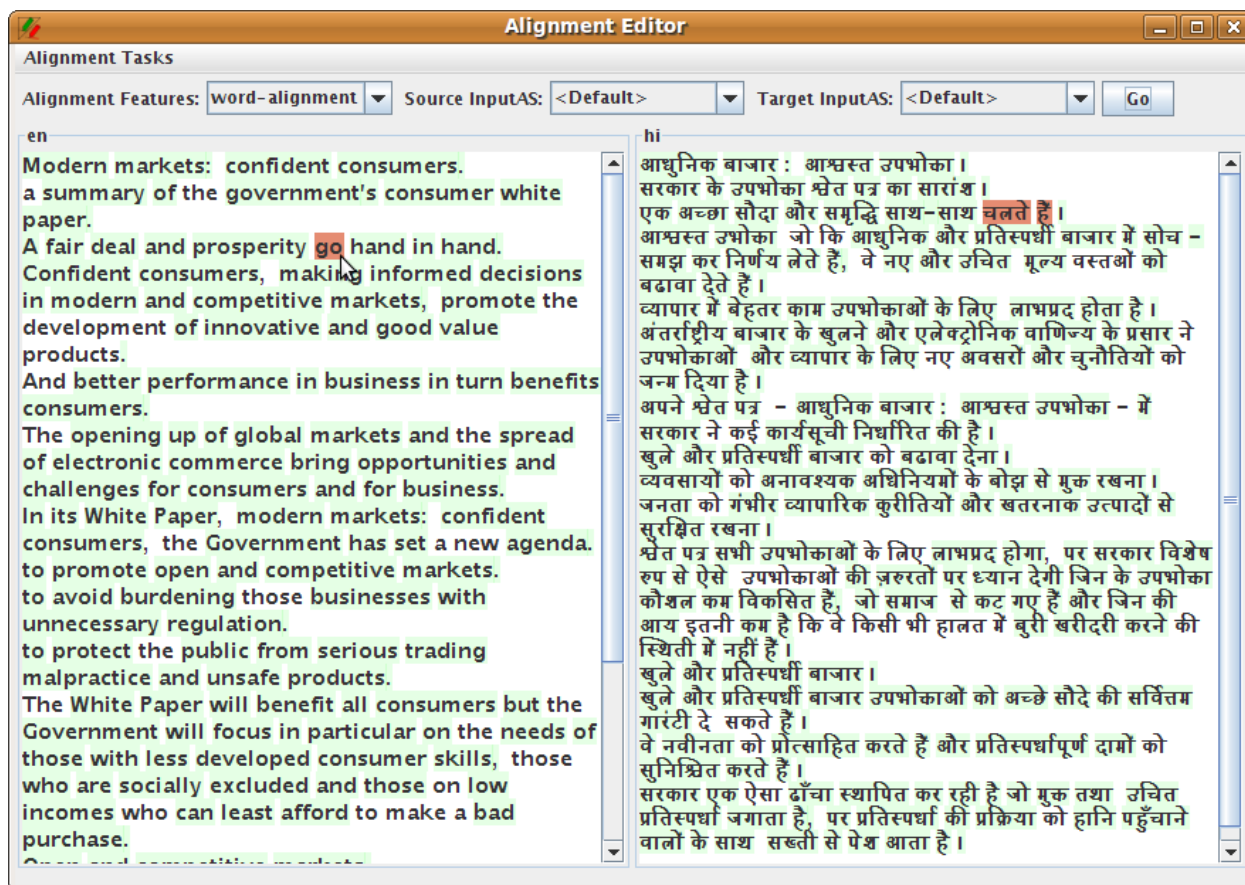 Alignment Editor
Alignment Tasks
Alignment Features: word-alignment Source InputAS: <Default> Target InputAS: <Default> Go
en
Modern markets: confident consumers.
a summary of the government's consumer white
paper.
A fair deal and prosperity go hand in hand.
Confident consumers, making informed decisions
in modern and competitive markets, promote the
development of innovative and good value
products.
And better performance in business in turn benefits
consumers.
The opening up of global markets and the spread
of electronic commerce bring opportunities and
challenges for consumers and for business.
In its White Paper, modern markets: confident
consumers, the Government has set a new agenda.
to promote open and competitive markets.
to avoid burdening those businesses with
unnecessary regulation.
to protect the public from serious trading
malpractice and unsafe products.
The White Paper will benefit all consumers but the
Government will focus in particular on the needs of
those with less developed consumer skills, those
who are socially excluded and those on low
incomes who can least afford to make a bad
purchase.
Open and competitive markets.
hi
आधुनिक बाजार : आश्वस्त उपभोक्ता ।
सरकार के उपभोक्ता श्वेत पत्र का सारांश ।
एक अच्छा सौदा और समृद्धि साथ-साथ चलते हैं ।
आश्वस्त उभोक्ता जो कि आधुनिक और प्रतिस्पर्धी बाजार में सोच -
समझ कर निर्णय लेते हैं, वे नए और उचित मूल्य वस्तओं को
बढावा देते हैं ।
व्यापार में बेहतर काम उपभोक्ताओं के लिए लाभप्रद होता है ।
अंतर्राष्ट्रीय बाजार के खुलने और एलेक्ट्रोनिक वाणिज्य के प्रसार ने
उपभोक्ताओं और व्यापार के लिए नए अवसरों और चुनौतियों को
जन्म दिया है ।
अपने श्वेत पत्र - आधुनिक बाजार : आश्वस्त उपभोक्ता - में
सरकार ने कई कार्यसूची निर्धारित की है ।
खुले और प्रतिस्पर्धी बाजार को बढावा देना ।
व्यवसायों को अनावश्यक अधिनियमों के बोझ से मुक्त रखना ।
जनता को गंभीर व्यापारिक कुरीतियों और खतरनाक उत्पादों से
सुरक्षित रखना ।
श्वेत पत्र सभी उपभोक्ताओं के लिए लाभप्रद होगा, पर सरकार विशेष
रुप से ऐसे उपभोक्ताओं की ज़रुरतों पर ध्यान देगी जिन के उपभोक्ता
कौशल कम विकसित हैं, जो समाज से कट गए हैं और जिन की
आय इतनी कम है कि वे किसी भी हालत में बुरी खरीदरी करने की
स्थिती में नहीं हैं ।
खुले और प्रतिस्पर्धी बाजार ।
खुले और प्रतिस्पर्धी बाजार उपभोक्ताओं को अच्छे सौदे की सर्वित्तम
गारंटी दे सकते हैं ।
वे नवीनता को प्रोत्साहित करते हैं और प्रतिस्पर्धापूर्ण दामों को
सुनिश्चित करते हैं ।
सरकार एक ऐसा ढाँचा स्थापित कर रही है जो मुक्त तथा उचित
प्रतिस्पर्धा जगाता है, पर प्रतिस्पर्धा की प्रक्रिया को हानि पहुँचाने
वालों के साथ सख्ती से पेश आता है ।